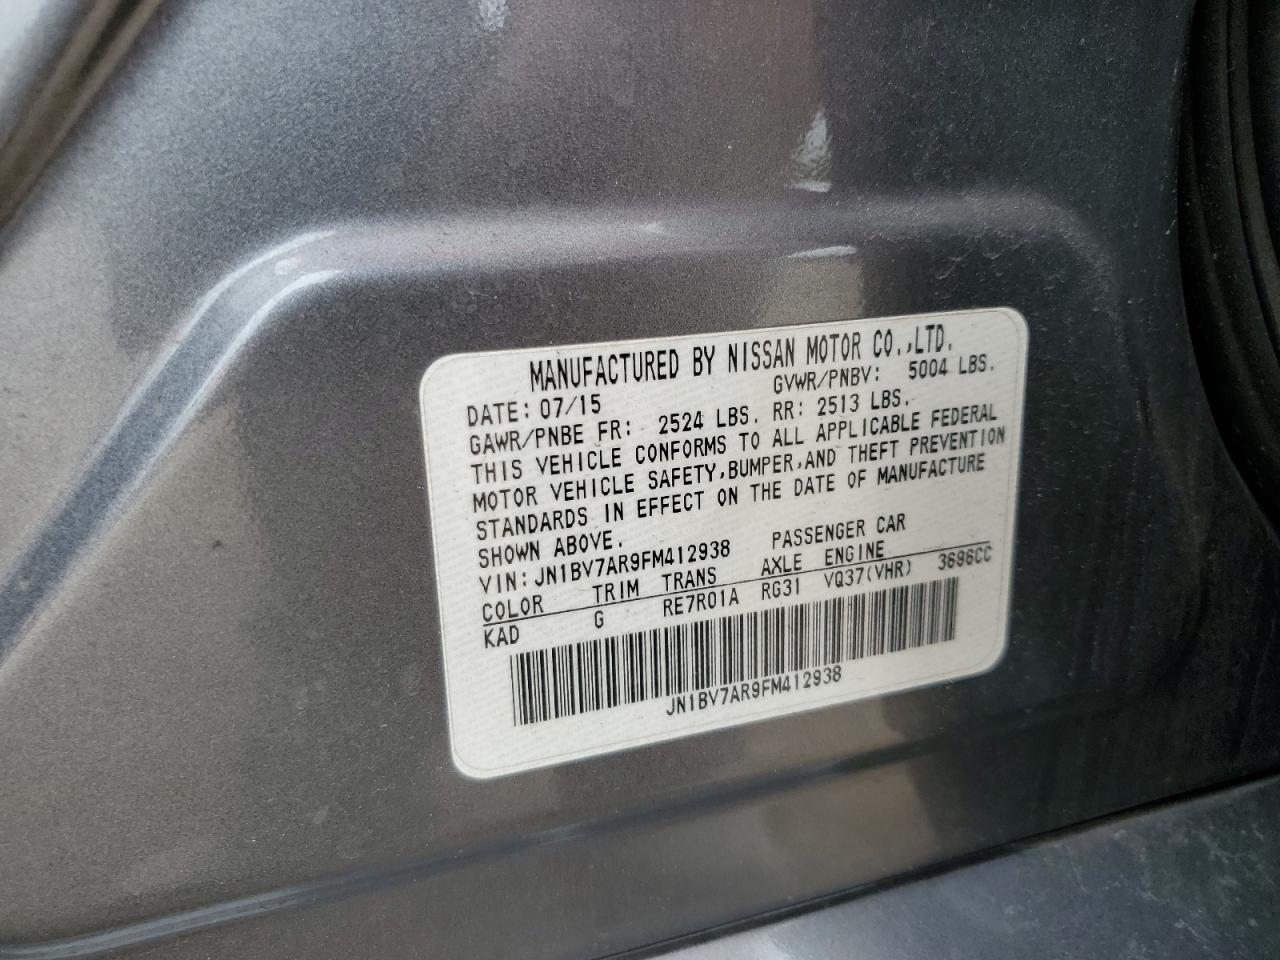 MANUFACTURED BY NISSAN MOTOR CO.,LTD.
DATE: 07/15 GVWR/PNBV: 5004 LBS.
GAWR/PNBE FR: 2524 LBS. RR: 2513 LBS.
THIS VEHICLE CONFORMS TO ALL APPLICABLE FEDERAL
MOTOR VEHICLE SAFETY,BUMPER,AND THEFT PREVENTION
STANDARDS IN EFFECT ON THE DATE OF MANUFACTURE
SHOWN ABOVE.
VIN: JN1BV7AR9FM412938 PASSENGER CAR
COLOR TRIM TRANS AXLE ENGINE
KAD G RE7R01A RG31 VQ37(VHR) 3696CC
JN1BV7AR9FM412938